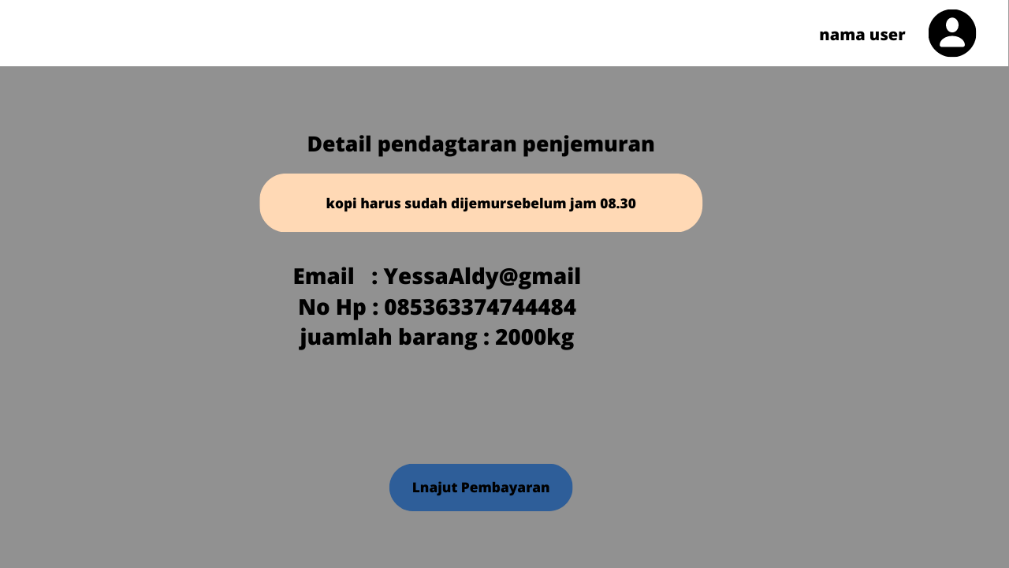 nama user
Detail pendagtaran penjemuran
kopi harus sudah dijemursebelum jam 08.30
Email : YessaAldy@gmail
No Hp : 085363374744484
juamlah barang : 2000kg
Lnajut Pembayaran